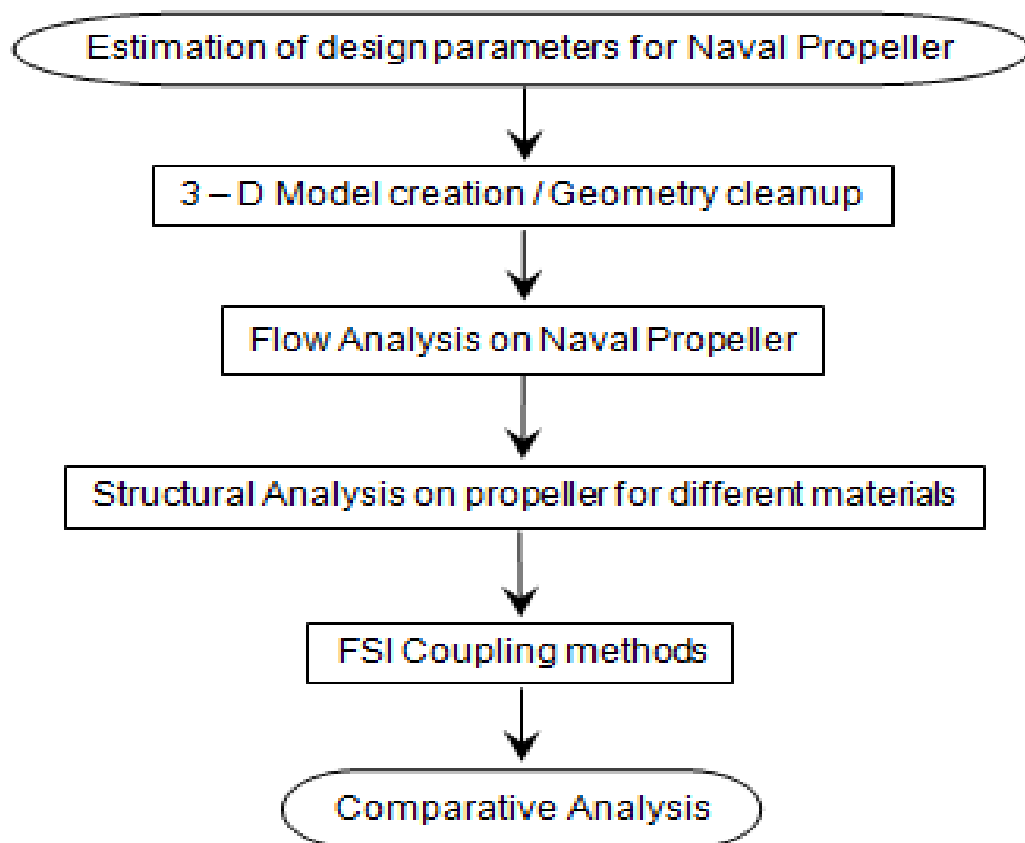 Estimation of design parameters for Naval Propeller
3 – D Model creation / Geometry cleanup
Flow Analysis on Naval Propeller
Structural Analysis on propeller for different materials
FSI Coupling methods
Comparative Analysis